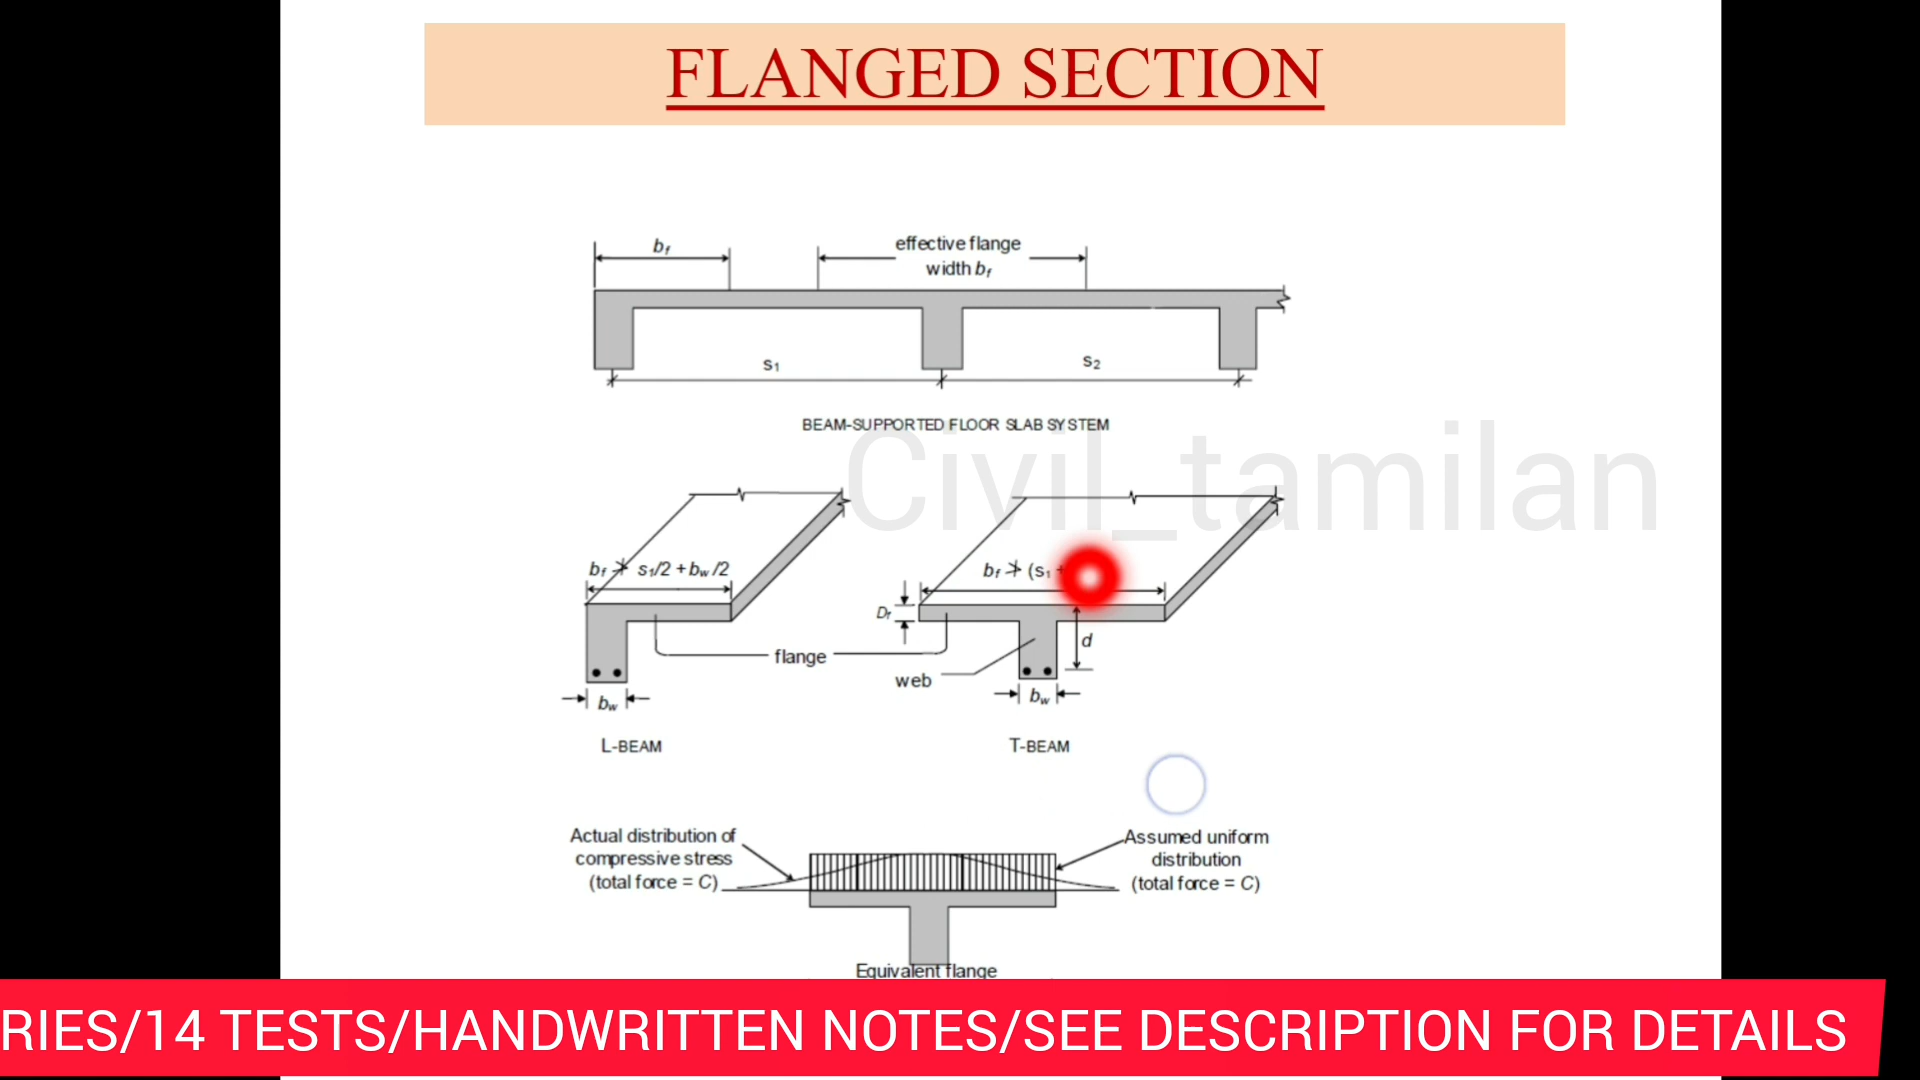 FLANGED SECTION
bf
effective flange
width bf
s1
s2
BEAM-SUPPORTED FLOOR SLAB SYSTEM
Civil_tamilan
bf ≯ s1/2 + bw/2
bf ≯ (s1 +
Df
d
flange
web
bw
bw
L-BEAM
T-BEAM
Actual distribution of
compressive stress
(total force = C)
Assumed uniform
distribution
(total force = C)
Equivalent flange
RIES/14 TESTS/HANDWRITTEN NOTES/SEE DESCRIPTION FOR DETAILS